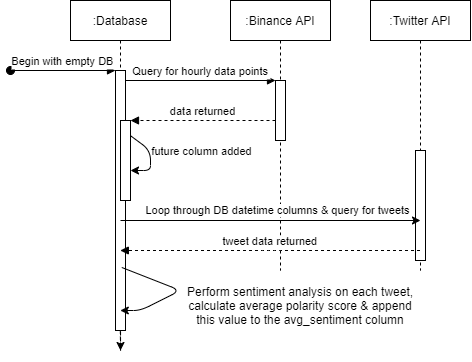 :Database
:Binance API
:Twitter API
Begin with empty DB
Query for hourly data points
data returned
future column added
Loop through DB datetime columns & query for tweets
tweet data returned
Perform sentiment analysis on each tweet,
calculate average polarity score & append
this value to the avg_sentiment column